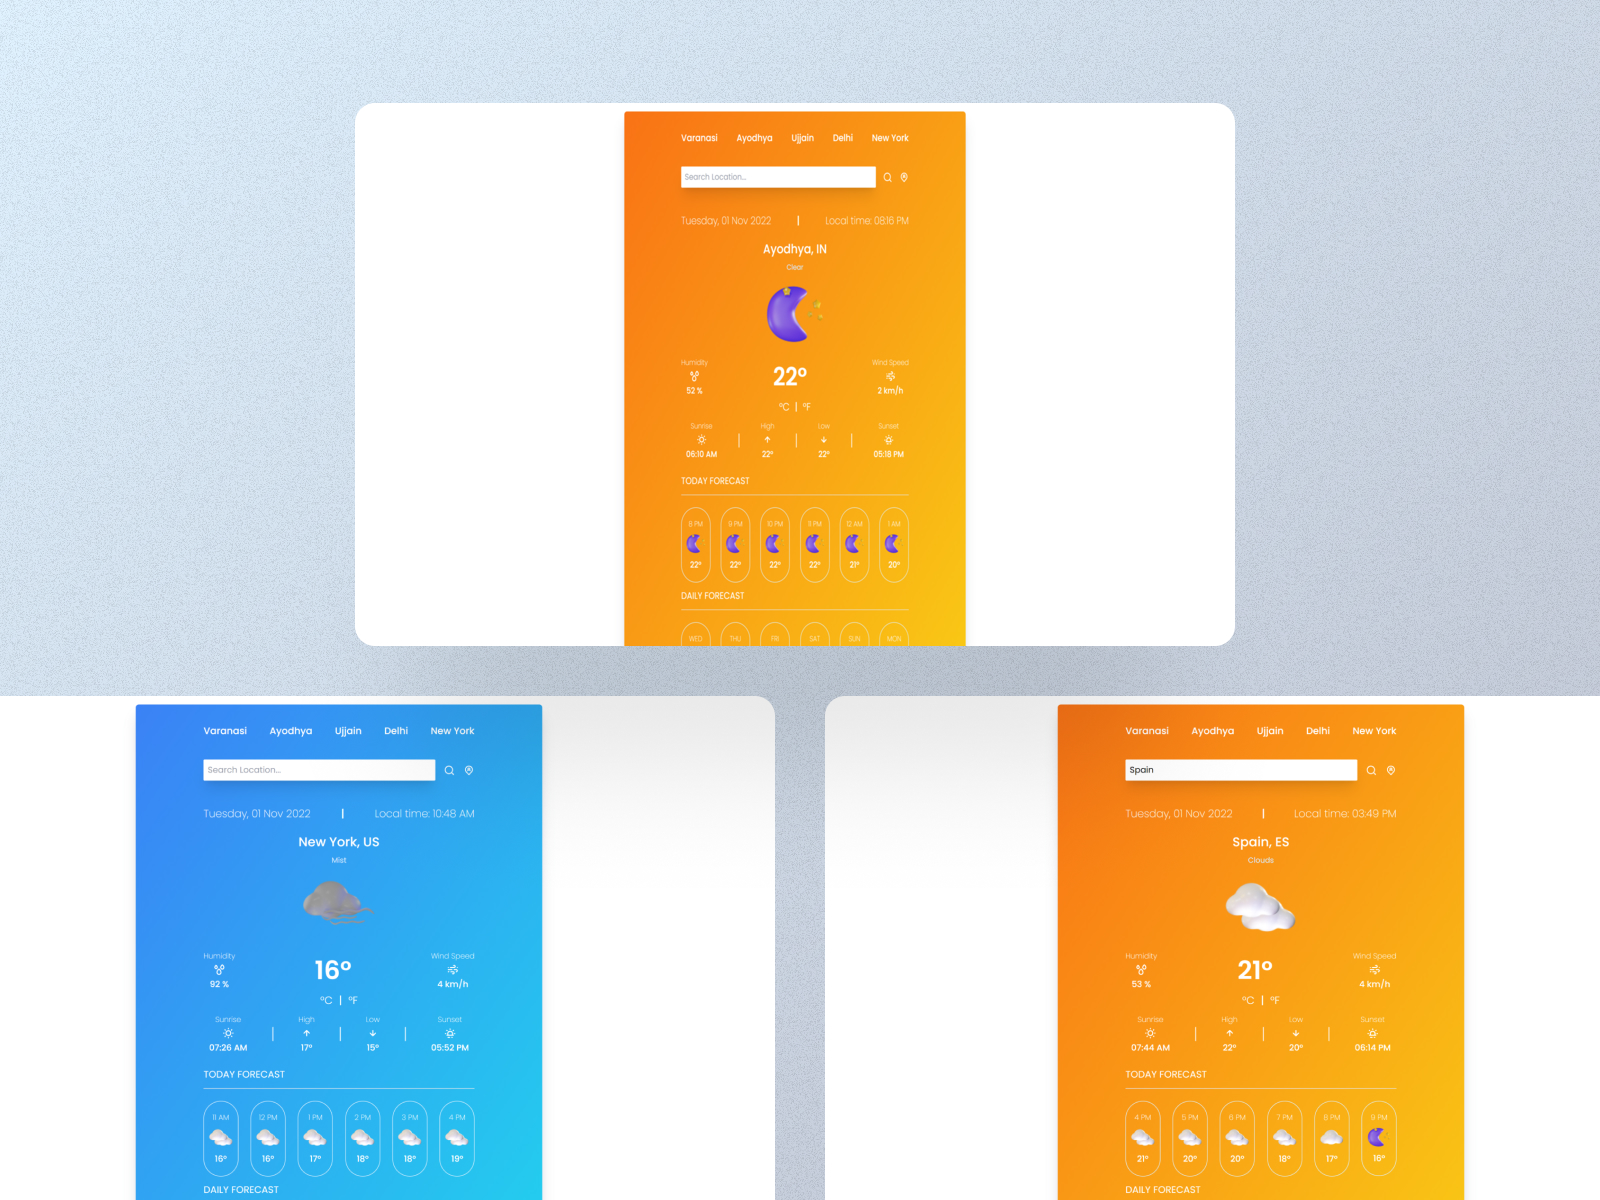 Varanasi Ayodhya Ujjain Delhi New York
Search Location...
Tuesday, 01 Nov 2022 | Local time: 08:16 PM
Ayodhya, IN
Clear
Humidity Wind Speed
22°
52 % 2 km/h
°C | °F
Sunrise High Low Sunset
06:10 AM 22° 22° 05:18 PM
TODAY FORECAST
8 PM 9 PM 10 PM 11 PM 12 AM 1 AM
22° 22° 22° 22° 21° 20°
DAILY FORECAST
WED THU FRI SAT SUN MON
Varanasi Ayodhya Ujjain Delhi New York
Search Location...
Tuesday, 01 Nov 2022 | Local time: 10:48 AM
New York, US
Mist
Humidity Wind Speed
16°
92 % 4 km/h
°C | °F
Sunrise High Low Sunset
07:26 AM 17° 15° 05:52 PM
TODAY FORECAST
11 AM 12 PM 1 PM 2 PM 3 PM 4 PM
16° 16° 17° 18° 18° 19°
DAILY FORECAST
Varanasi Ayodhya Ujjain Delhi New York
Spain
Tuesday, 01 Nov 2022 | Local time: 03:49 PM
Spain, ES
Clouds
Humidity Wind Speed
21°
53 % 4 km/h
°C | °F
Sunrise High Low Sunset
07:44 AM 22° 20° 06:14 PM
TODAY FORECAST
4 PM 5 PM 6 PM 7 PM 8 PM 9 PM
21° 20° 20° 18° 17° 16°
DAILY FORECAST